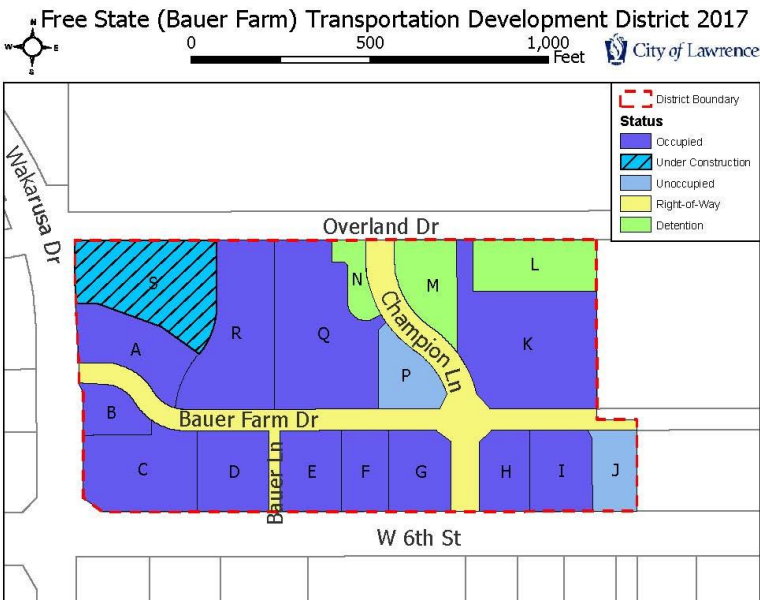 Free State (Bauer Farm) Transportation Development District 2017
N
W E
S
0 500 1,000
Feet
City of Lawrence
District Boundary
Status
Occupied
Under Construction
Unoccupied
Right-of-Way
Detention
Wakarusa Dr
Overland Dr
S
R
Q
N
M
L
A
Champion Ln
K
P
B
Bauer Farm Dr
C
D
Bauer Ln
E
F
G
H
I
J
W 6th St